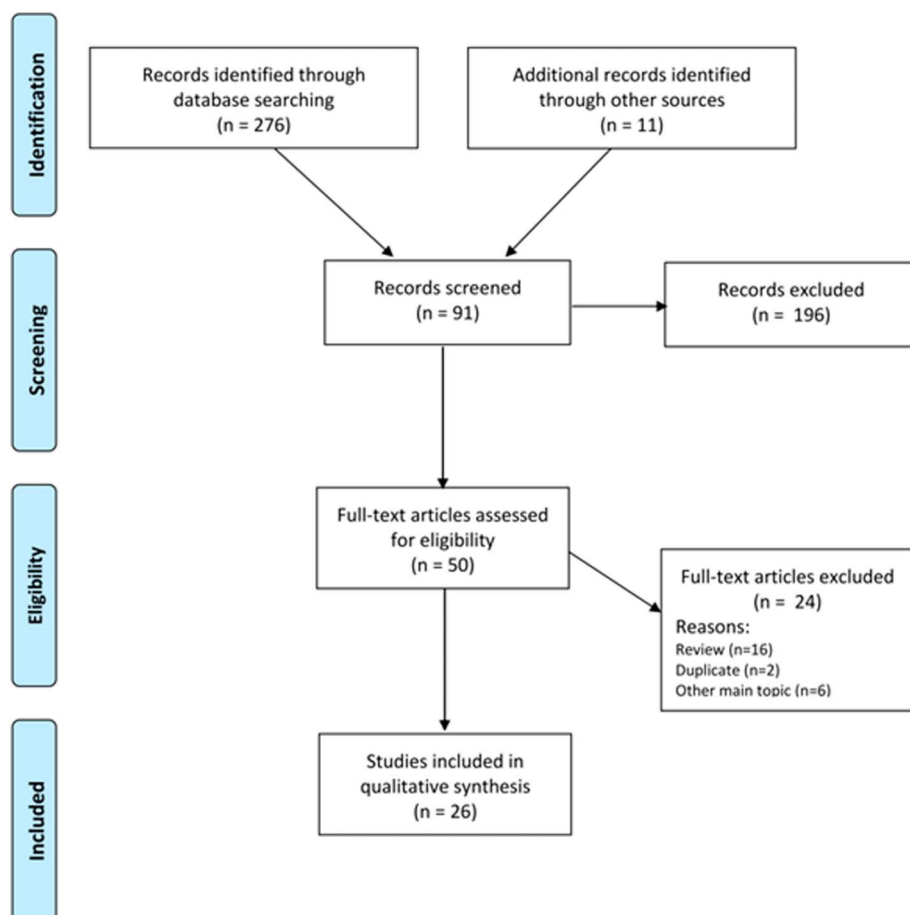 Identification
Records identified through
database searching
(n = 276)
Additional records identified
through other sources
(n = 11)
Screening
Records screened
(n = 91)
Records excluded
(n =  196)
Eligibility
Full-text articles assessed
for eligibility
(n = 50)
Full-text articles excluded
(n =  24)
Reasons:
Review (n=16)
Duplicate (n=2)
Other main topic (n=6)
Included
Studies included in
qualitative synthesis
(n = 26)